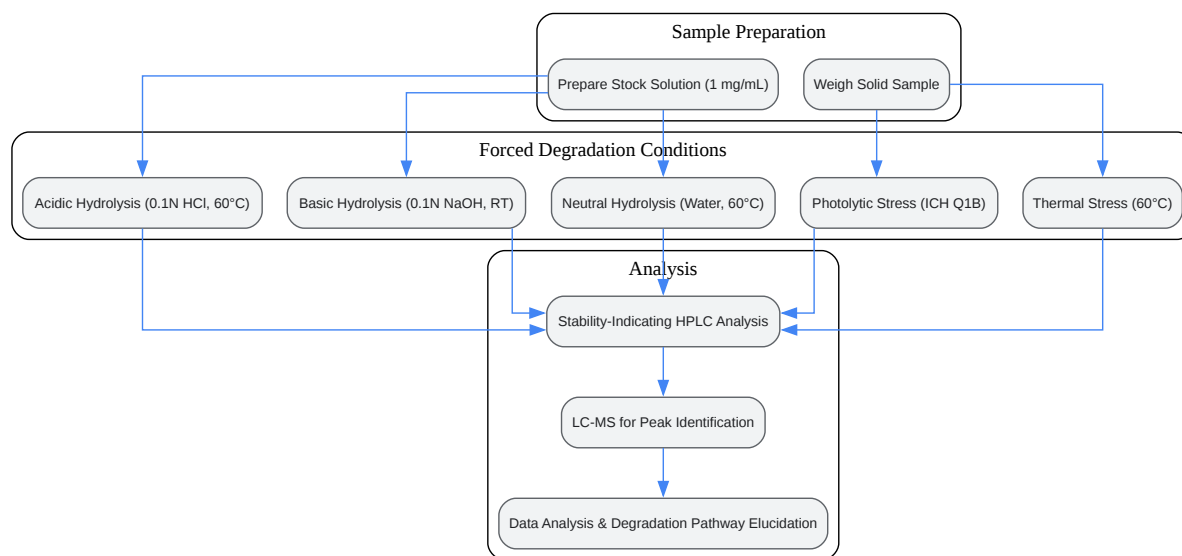 Sample Preparation
Prepare Stock Solution (1 mg/mL)
Weigh Solid Sample
Forced Degradation Conditions
Acidic Hydrolysis (0.1N HCl, 60°C)
Basic Hydrolysis (0.1N NaOH, RT)
Neutral Hydrolysis (Water, 60°C)
Photolytic Stress (ICH Q1B)
Thermal Stress (60°C)
Analysis
Stability-Indicating HPLC Analysis
LC-MS for Peak Identification
Data Analysis & Degradation Pathway Elucidation